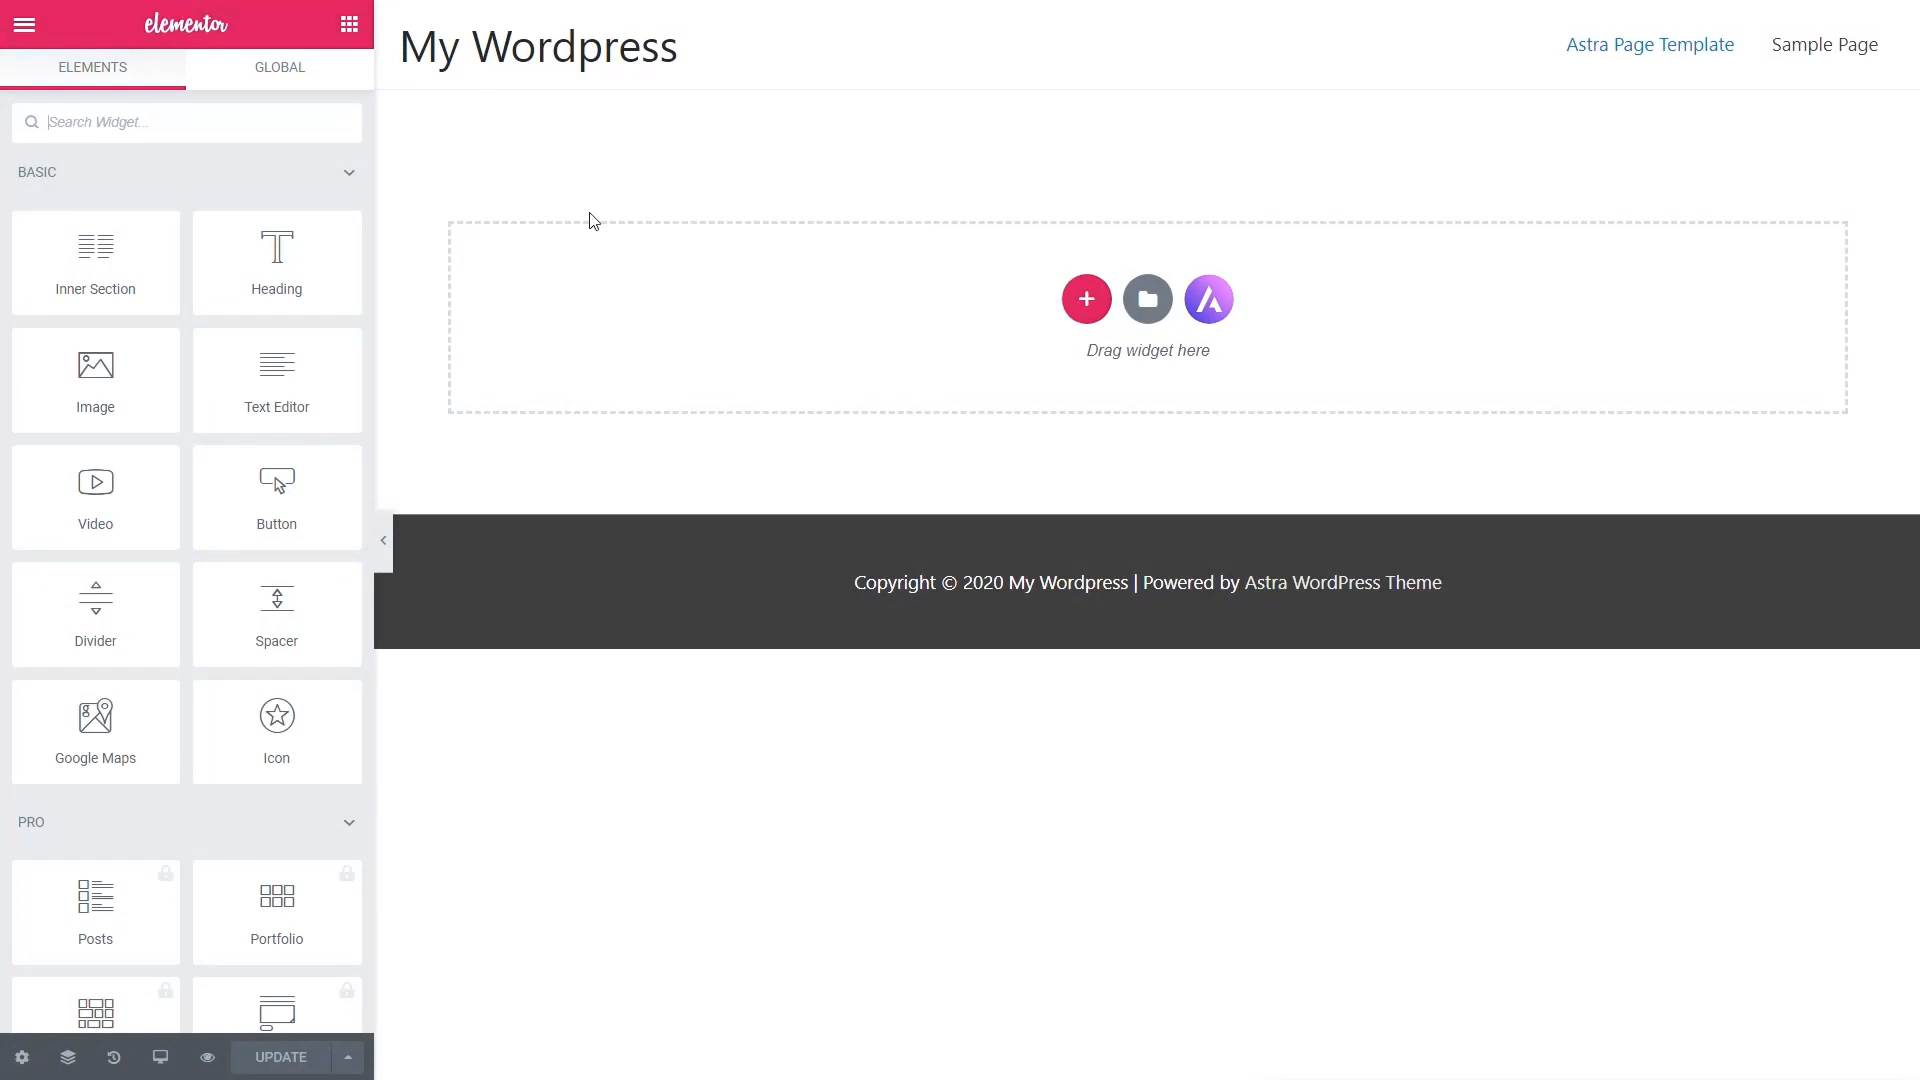 elementor
My Wordpress
Astra Page Template
Sample Page
ELEMENTS
GLOBAL
Search Widget...
BASIC
Inner Section
Heading
Image
Text Editor
Video
Button
Divider
Spacer
Google Maps
Icon
PRO
Posts
Portfolio
UPDATE
Drag widget here
Copyright © 2020 My Wordpress | Powered by Astra WordPress Theme